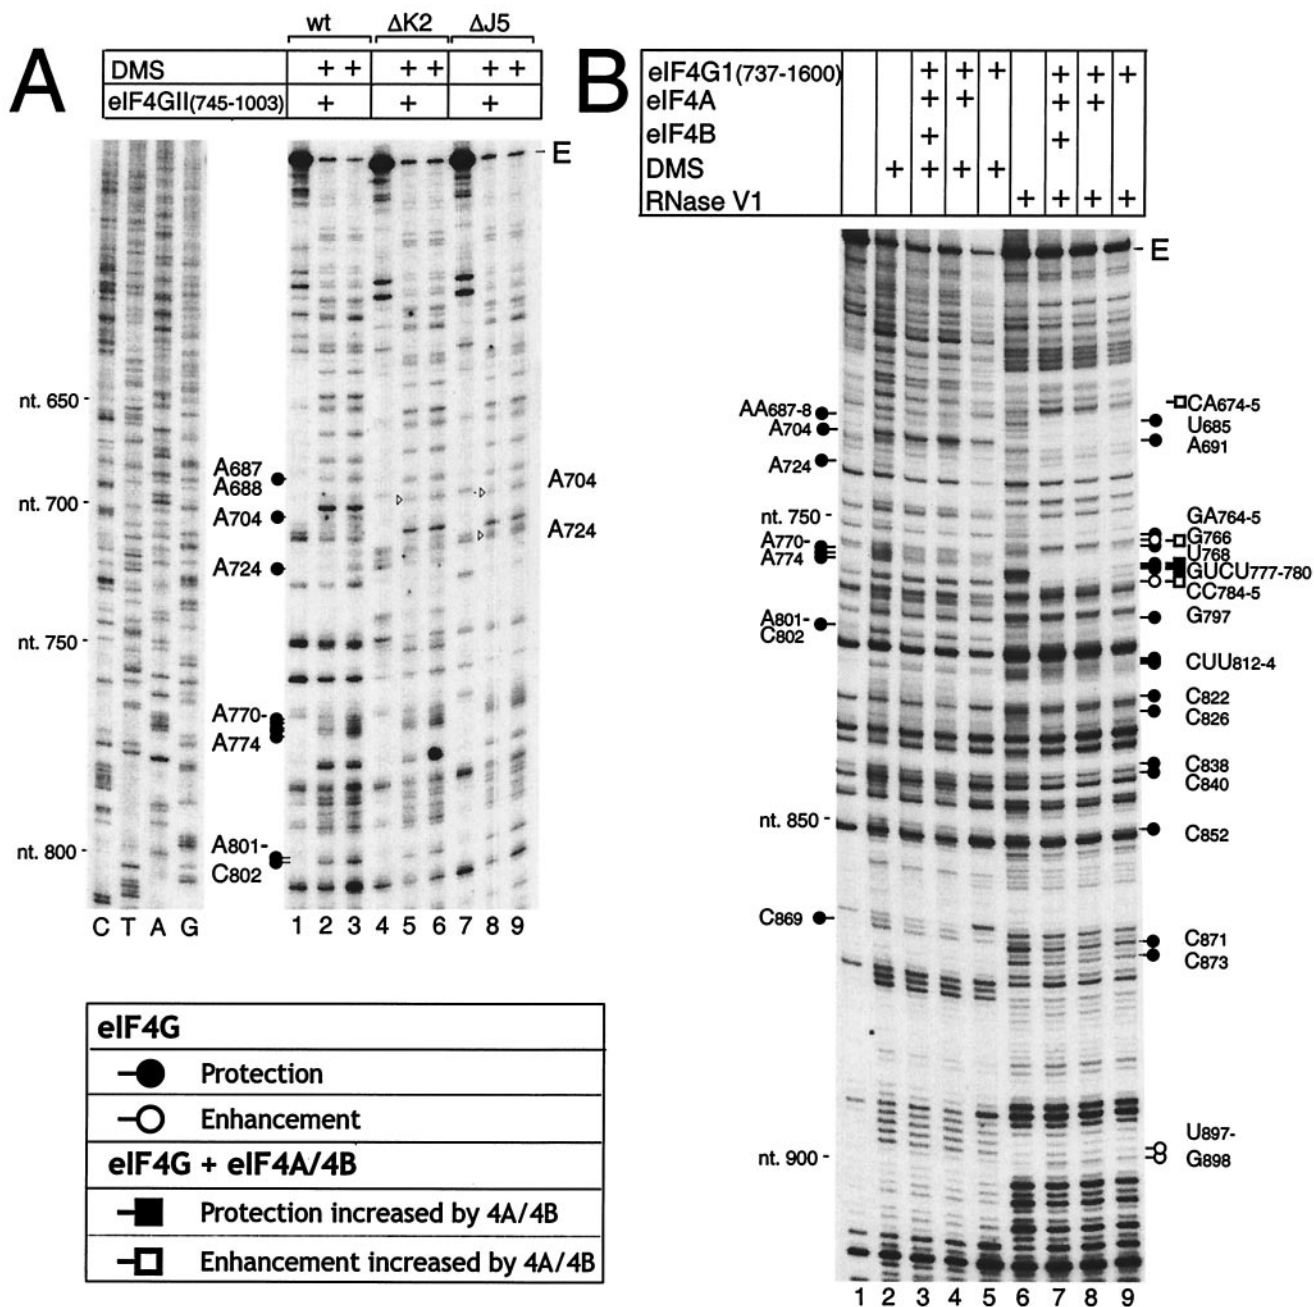 A
wt ΔK2 ΔJ5
DMS + + + + + +
eIF4GII(745-1003) + + +
E
nt. 650
nt. 700
nt. 750
nt. 800
A687
A688
A704
A724
A770-
A774
A801-
C802
A704
A724
C T A G 1 2 3 4 5 6 7 8 9
B
eIF4G1(737-1600) + + + + + +
eIF4A + + + +
eIF4B + +
DMS + + + +
RNase V1 + + + +
E
AA687-8
A704
A724
nt. 750
A770-
A774
A801-
C802
nt. 850
C869
nt. 900
CA674-5
U685
A691
GA764-5
G766
U768
GUCU777-780
CC784-5
G797
CUU812-4
C822
C826
C838
C840
C852
C871
C873
U897-
G898
1 2 3 4 5 6 7 8 9
eIF4G
Protection
Enhancement
eIF4G + eIF4A/4B
Protection increased by 4A/4B
Enhancement increased by 4A/4B